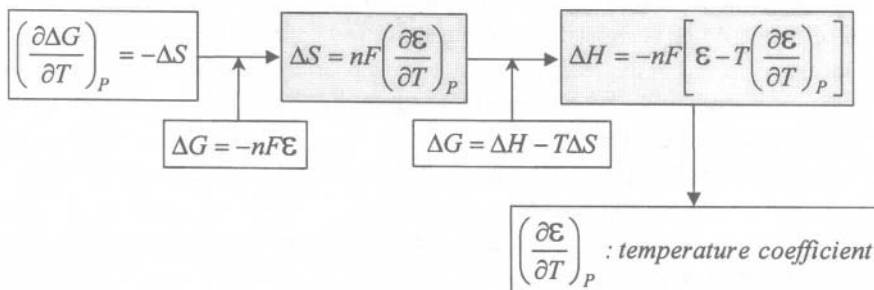 (∂ΔG/∂T)_P = −ΔS
ΔS = nF(∂ε/∂T)_P
ΔH = −nF[ε − T(∂ε/∂T)_P]
ΔG = −nFε
ΔG = ΔH − TΔS
(∂ε/∂T)_P : temperature coefficient